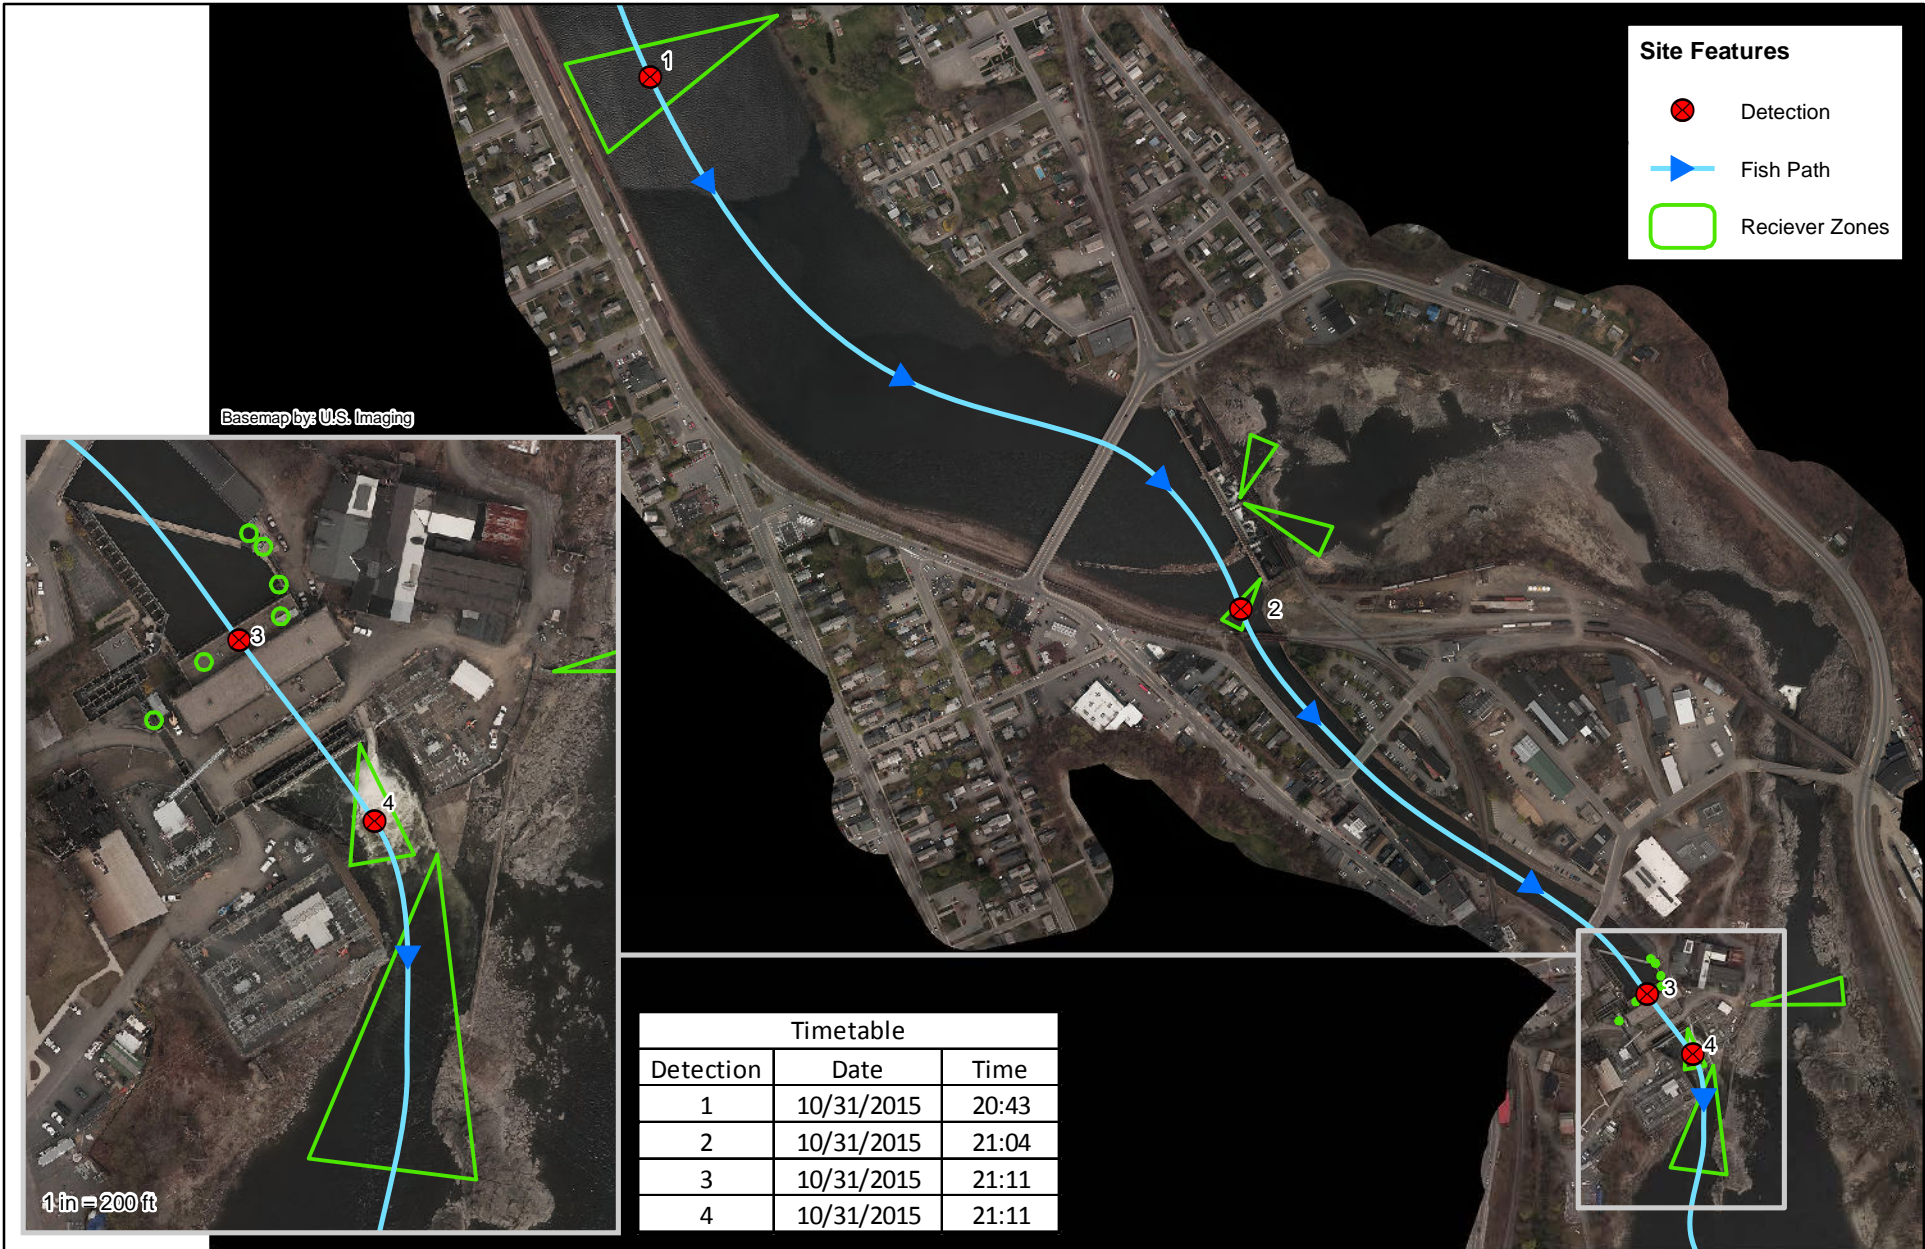 Site Features
Detection
Fish Path
Reciever Zones
1
2
3
4
Basemap by: U.S. Imaging
3
4
1 in = 200 ft
Timetable
Detection Date Time
1 10/31/2015 20:43
2 10/31/2015 21:04
3 10/31/2015 21:11
4 10/31/2015 21:11